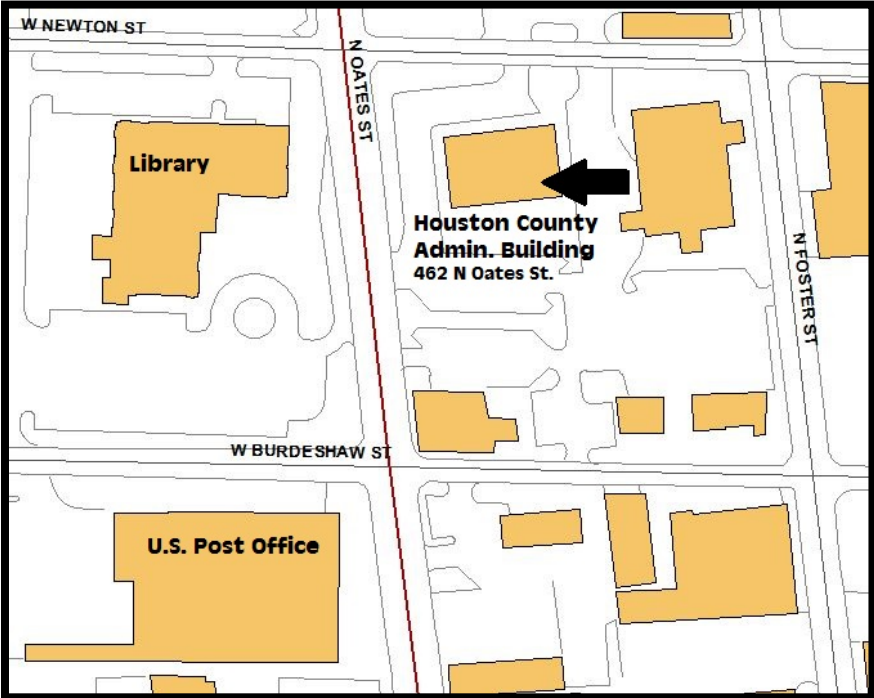 W NEWTON ST
N OATES ST
Library
Houston County
Admin. Building
462 N Oates St.
N FOSTER ST
W BURDESHAW ST
U.S. Post Office